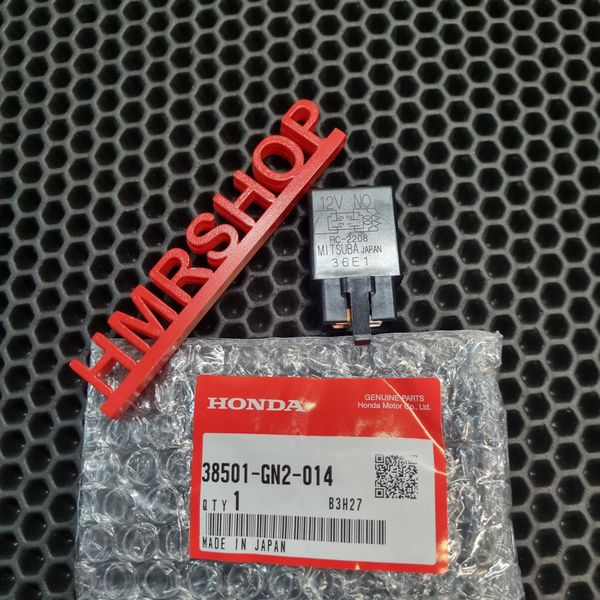 HMRSHOP
12V NO
RC-2208
MITSUBA JAPAN
36E1
HONDA
GENUINE PARTS
Honda Motor Co., Ltd.
38501-GN2-014
QTY 1 B3H27
MADE IN JAPAN